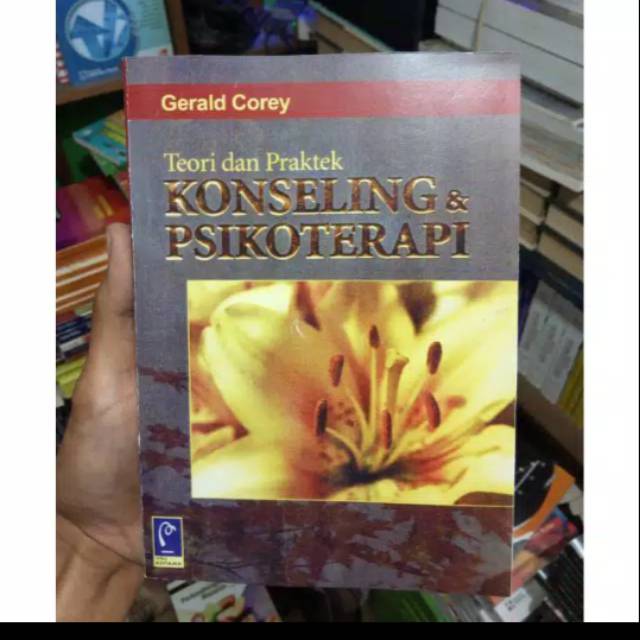 Gerald Corey
Teori dan Praktek
KONSELING &
PSIKOTERAPI